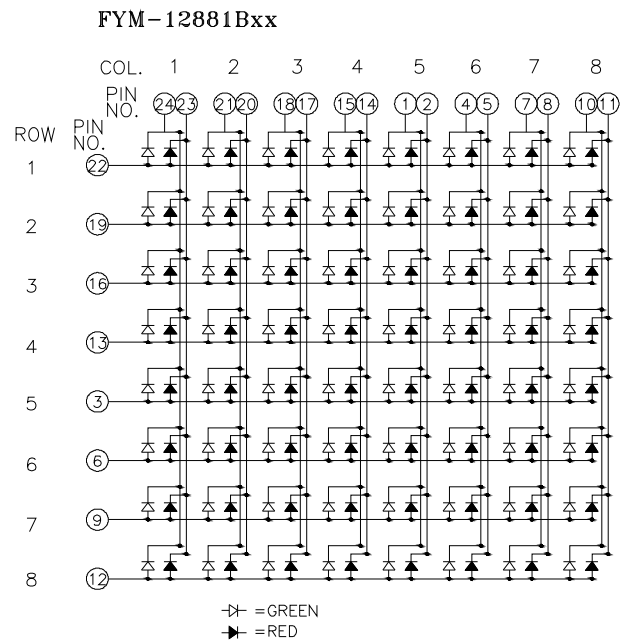 FYM-12881Bxx
COL. 1 2 3 4 5 6 7 8
PIN NO. 24 23 21 20 18 17 15 14 1 2 4 5 7 8 10 11
ROW PIN NO.
1 22
2 19
3 16
4 13
5 3
6 6
7 9
8 12
=GREEN
=RED